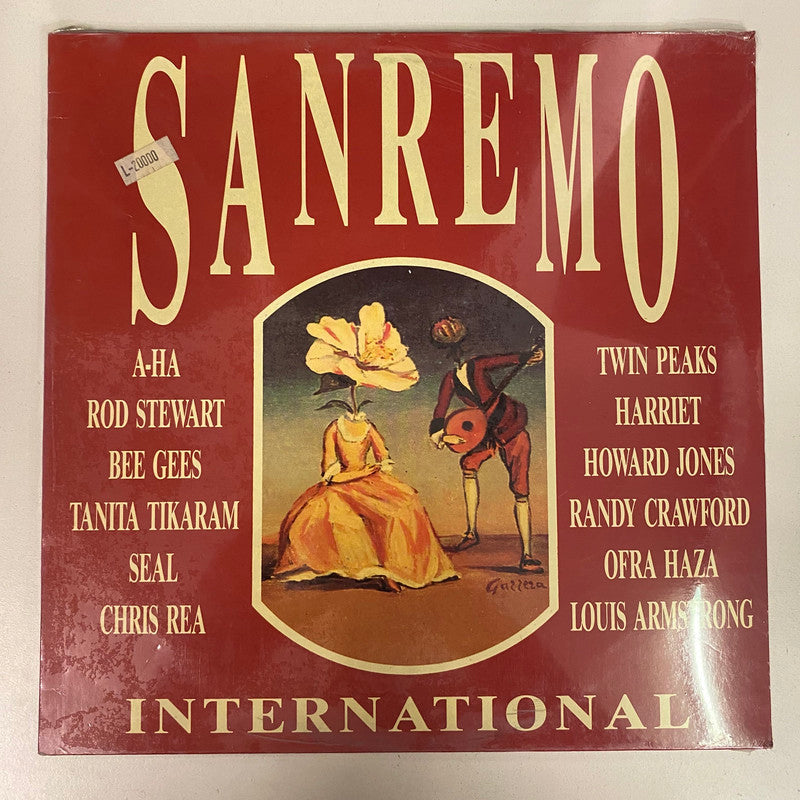 SANREMO
L-20000
A-HA
ROD STEWART
BEE GEES
TANITA TIKARAM
SEAL
CHRIS REA
TWIN PEAKS
HARRIET
HOWARD JONES
RANDY CRAWFORD
OFRA HAZA
LOUIS ARMSTRONG
INTERNATIONAL